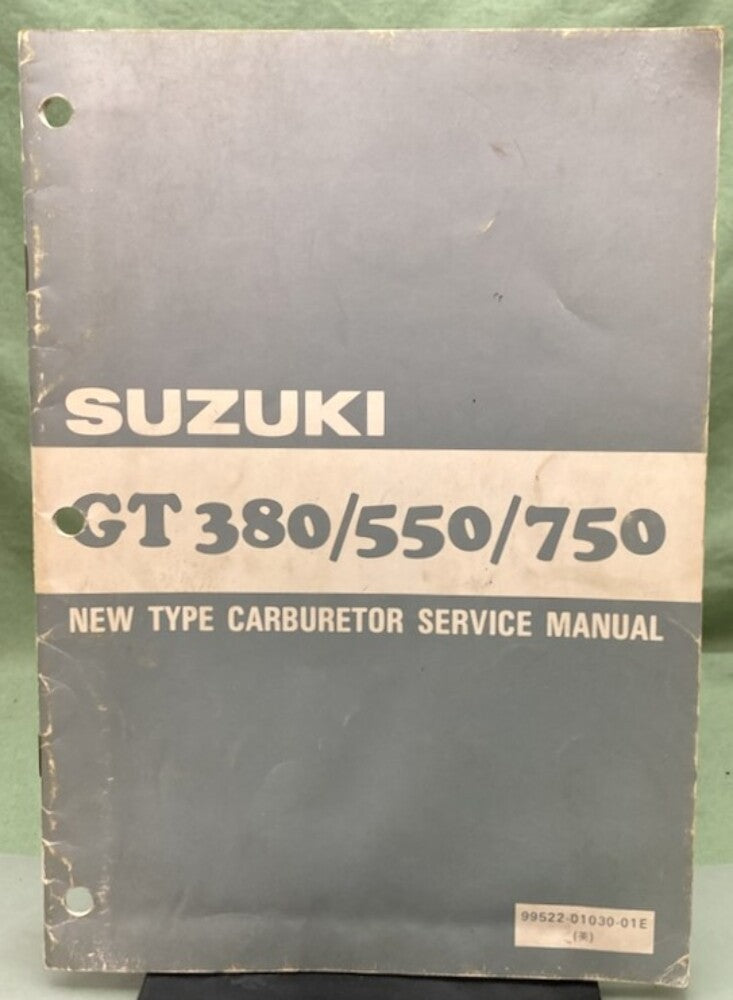 SUZUKI
GT 380/550/750
NEW TYPE CARBURETOR SERVICE MANUAL
99522-01030-01E
(英)